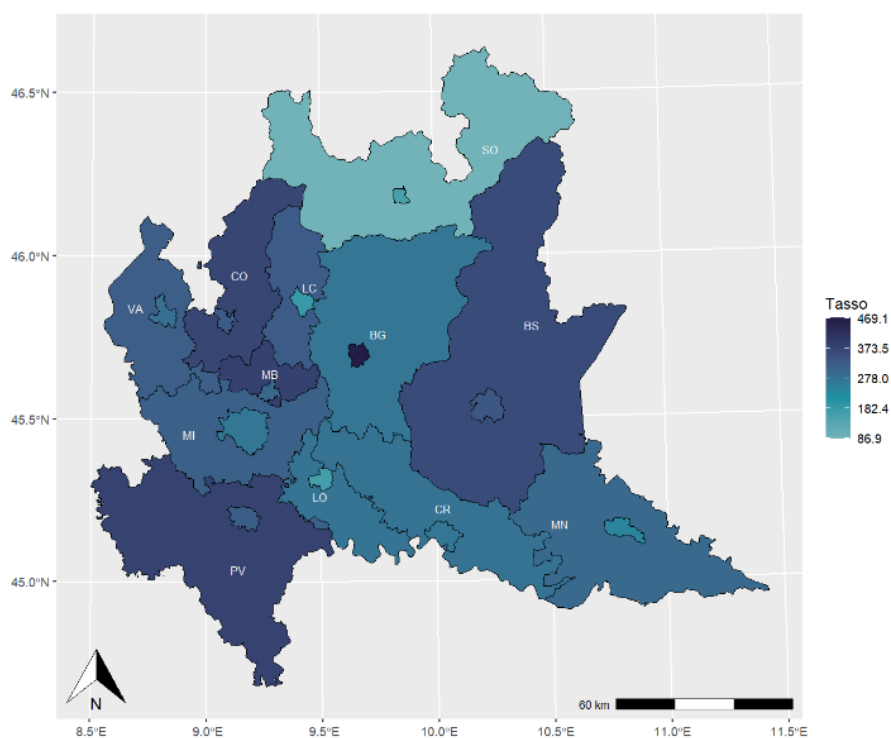 46.5°N
46.0°N
45.5°N
45.0°N
SO
CO
LC
VA
BG
BS
MB
MI
LO
CR
MN
PV
N
60 km
8.5°E
9.0°E
9.5°E
10.0°E
10.5°E
11.0°E
11.5°E
Tasso
469.1
373.5
278.0
182.4
86.9